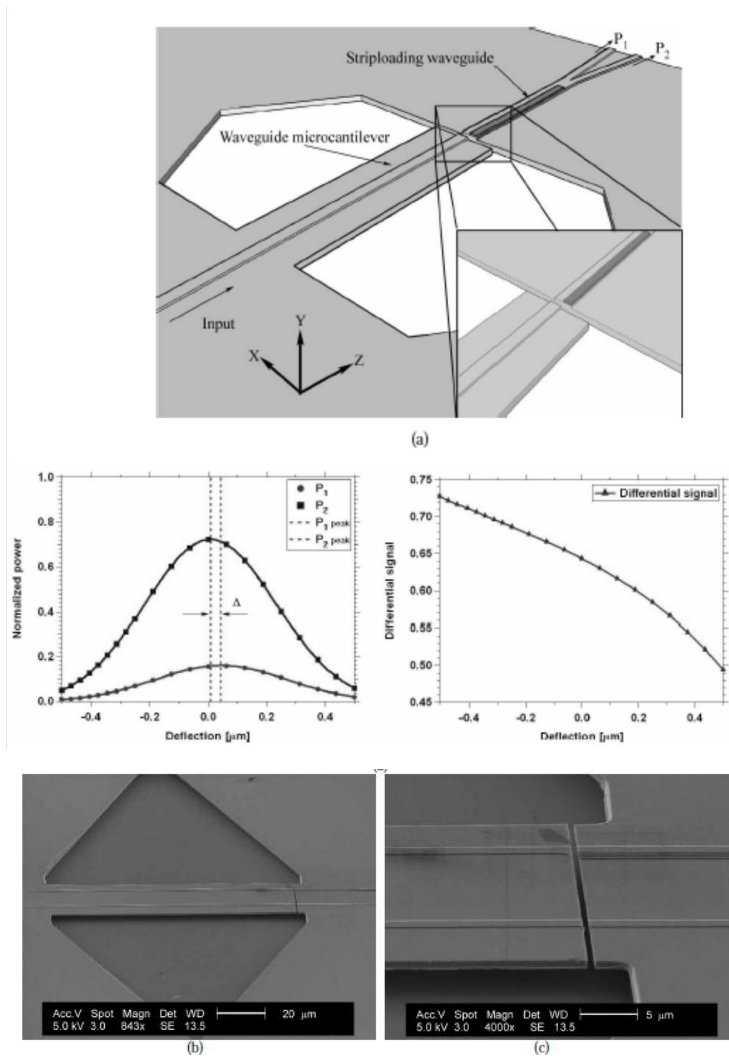 P1
P2
Striploading waveguide
Waveguide microcantilever
Input
Y
X
Z
(a)
Normalized power
1.0
0.8
0.6
0.4
0.2
0.0
P1
P2
P1 peak
P2 peak
Δ
-0.4 -0.2 0.0 0.2 0.4
Deflection [μm]
Differential signal
0.75
0.70
0.65
0.60
0.55
0.50
0.45
Differential signal
-0.4 -0.2 0.0 0.2 0.4
Deflection [μm]
Acc.V Spot Magn Det WD
5.0 kV 3.0 843x SE 13.5
20 μm
(b)
Acc.V Spot Magn Det WD
5.0 kV 3.0 4000x SE 13.5
5 μm
(c)